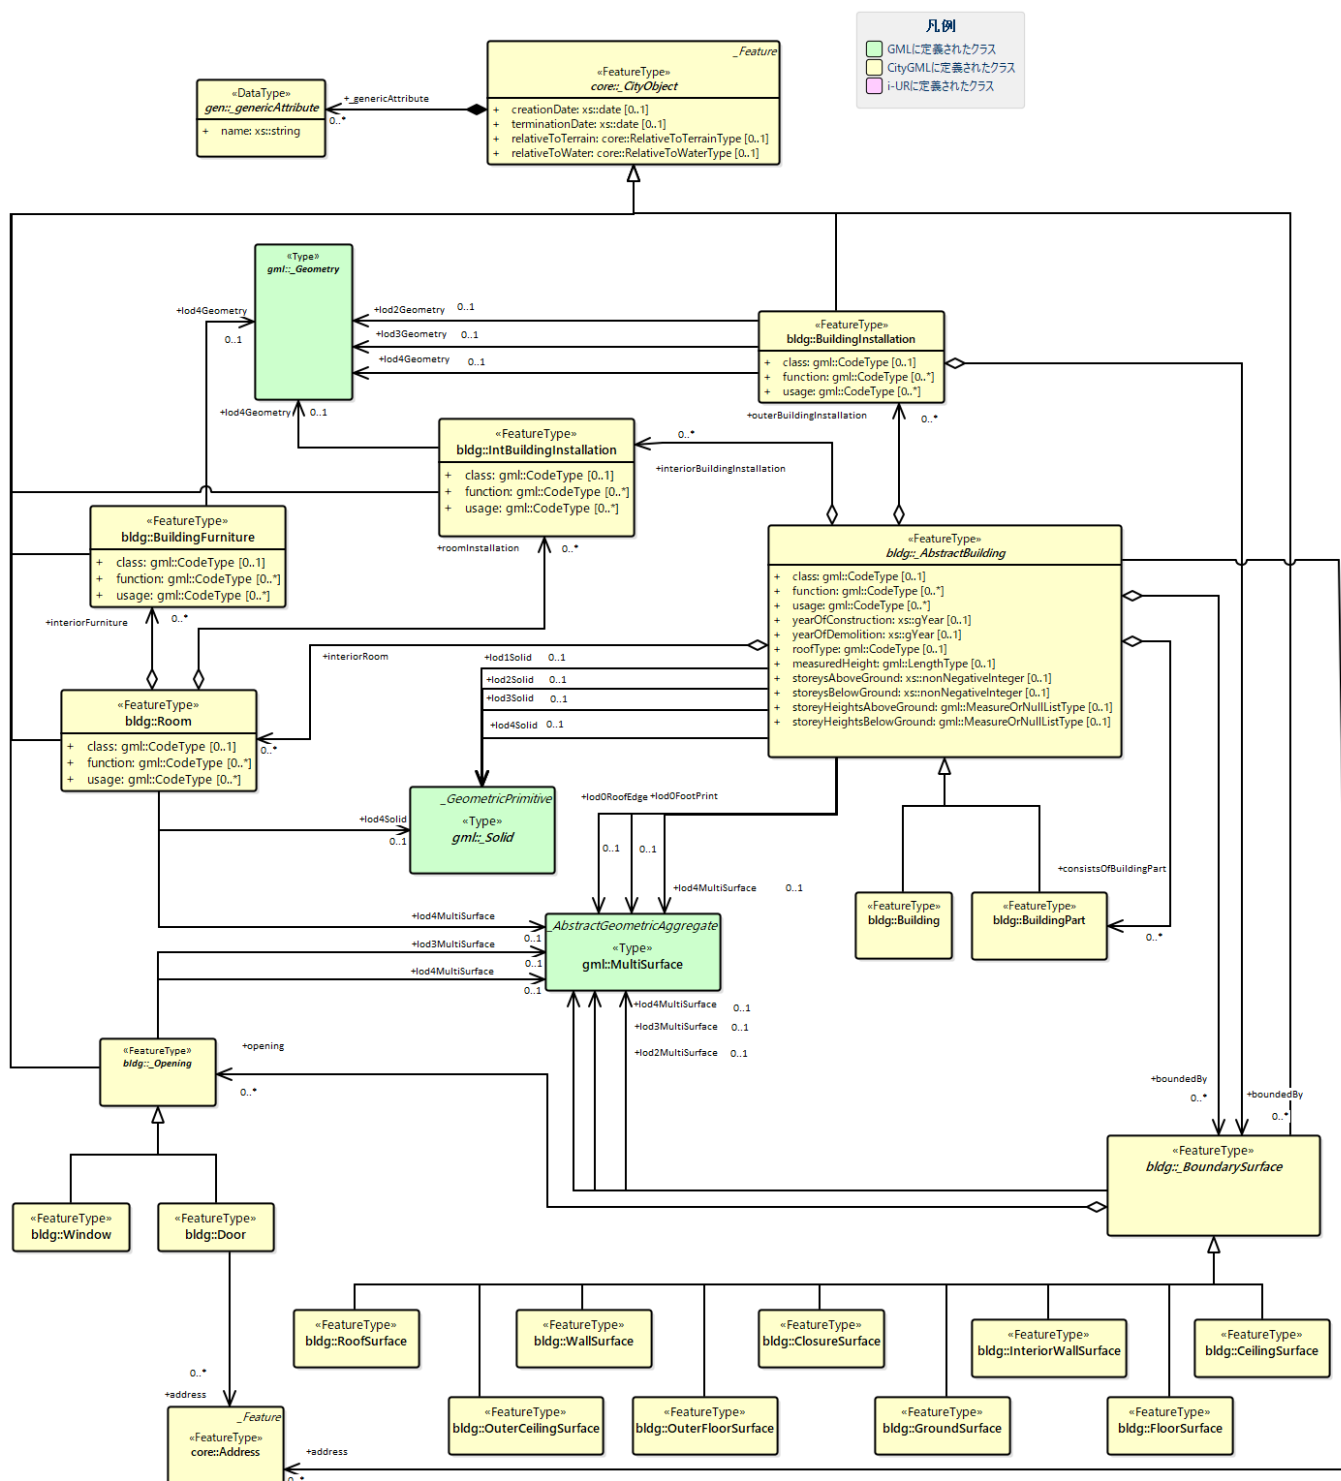 凡例
GMLに定義されたクラス
CityGMLに定義されたクラス
i-URに定義されたクラス
_Feature
«FeatureType»
core::_CityObject
+ creationDate: xs::date [0..1]
+ terminationDate: xs::date [0..1]
+ relativeToTerrain: core::RelativeToTerrainType [0..1]
+ relativeToWater: core::RelativeToWaterType [0..1]
«DataType»
gen::_genericAttribute
+ name: xs::string
+_genericAttribute
0..*
«Type»
gml::_Geometry
+lod4Geometry
0..1
+lod2Geometry 0..1
+lod3Geometry 0..1
+lod4Geometry 0..1
+lod4Geometry 0..1
«FeatureType»
bldg::BuildingInstallation
+ class: gml::CodeType [0..1]
+ function: gml::CodeType [0..*]
+ usage: gml::CodeType [0..*]
+outerBuildingInstallation 0..*
«FeatureType»
bldg::IntBuildingInstallation
+ class: gml::CodeType [0..1]
+ function: gml::CodeType [0..*]
+ usage: gml::CodeType [0..*]
0..*
+interiorBuildingInstallation
+roomInstallation 0..*
«FeatureType»
bldg::BuildingFurniture
+ class: gml::CodeType [0..1]
+ function: gml::CodeType [0..*]
+ usage: gml::CodeType [0..*]
+interiorFurniture 0..*
«FeatureType»
bldg::_AbstractBuilding
+ class: gml::CodeType [0..1]
+ function: gml::CodeType [0..*]
+ usage: gml::CodeType [0..*]
+ yearOfConstruction: xs::gYear [0..1]
+ yearOfDemolition: xs::gYear [0..1]
+ roofType: gml::CodeType [0..1]
+ measuredHeight: gml::LengthType [0..1]
+ storeysAboveGround: xs::nonNegativeInteger [0..1]
+ storeysBelowGround: xs::nonNegativeInteger [0..1]
+ storeyHeightsAboveGround: gml::MeasureOrNullListType [0..1]
+ storeyHeightsBelowGround: gml::MeasureOrNullListType [0..1]
+interiorRoom
0..*
+lod1Solid 0..1
+lod2Solid 0..1
+lod3Solid 0..1
+lod4Solid 0..1
«FeatureType»
bldg::Room
+ class: gml::CodeType [0..1]
+ function: gml::CodeType [0..*]
+ usage: gml::CodeType [0..*]
_GeometricPrimitive
«Type»
gml::_Solid
+lod4Solid
0..1
+lod0RoofEdge +lod0FootPrint
0..1 0..1
+lod4MultiSurface 0..1
«FeatureType»
bldg::Building
«FeatureType»
bldg::BuildingPart
+consistsOfBuildingPart
0..*
_AbstractGeometricAggregate
«Type»
gml::MultiSurface
+lod4MultiSurface
0..1
+lod3MultiSurface
0..1
+lod4MultiSurface
0..1
+lod4MultiSurface 0..1
+lod3MultiSurface 0..1
+lod2MultiSurface 0..1
«FeatureType»
bldg::_Opening
+opening
0..*
+boundedBy
0..*
+boundedBy
0..*
«FeatureType»
bldg::_BoundarySurface
«FeatureType»
bldg::Window
«FeatureType»
bldg::Door
«FeatureType»
bldg::RoofSurface
«FeatureType»
bldg::WallSurface
«FeatureType»
bldg::ClosureSurface
«FeatureType»
bldg::InteriorWallSurface
«FeatureType»
bldg::CeilingSurface
«FeatureType»
bldg::OuterCeilingSurface
«FeatureType»
bldg::OuterFloorSurface
«FeatureType»
bldg::GroundSurface
«FeatureType»
bldg::FloorSurface
0..*
+address
_Feature
«FeatureType»
core::Address
+address
0..*